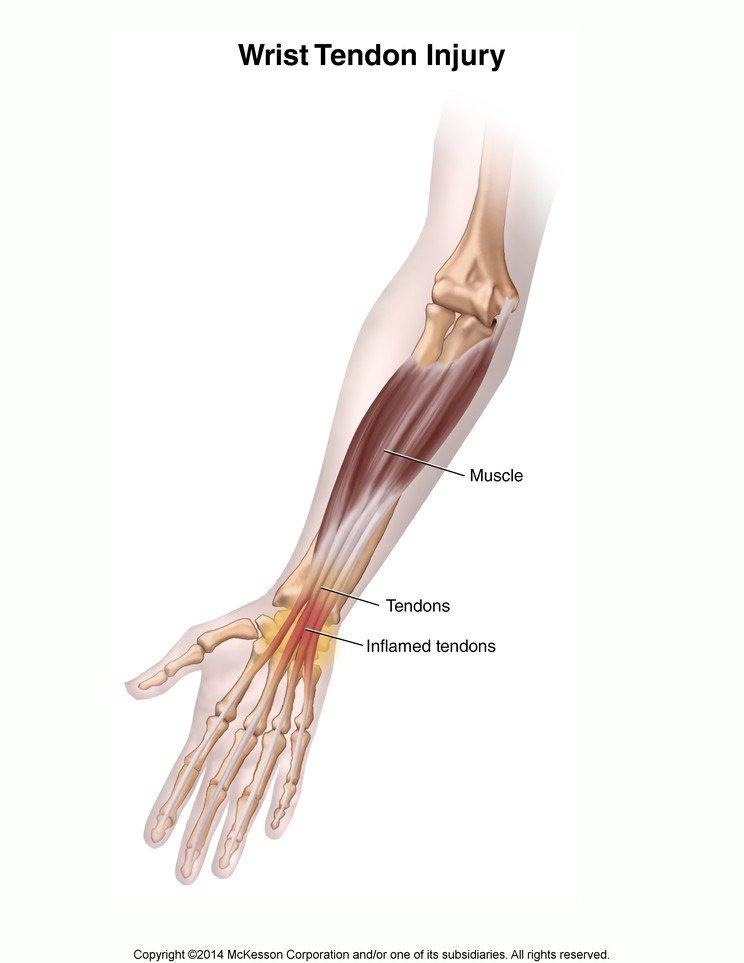 Wrist Tendon Injury
Muscle
Tendons
Inflamed tendons
Copyright ©2014 McKesson Corporation and/or one of its subsidiaries. All rights reserved.